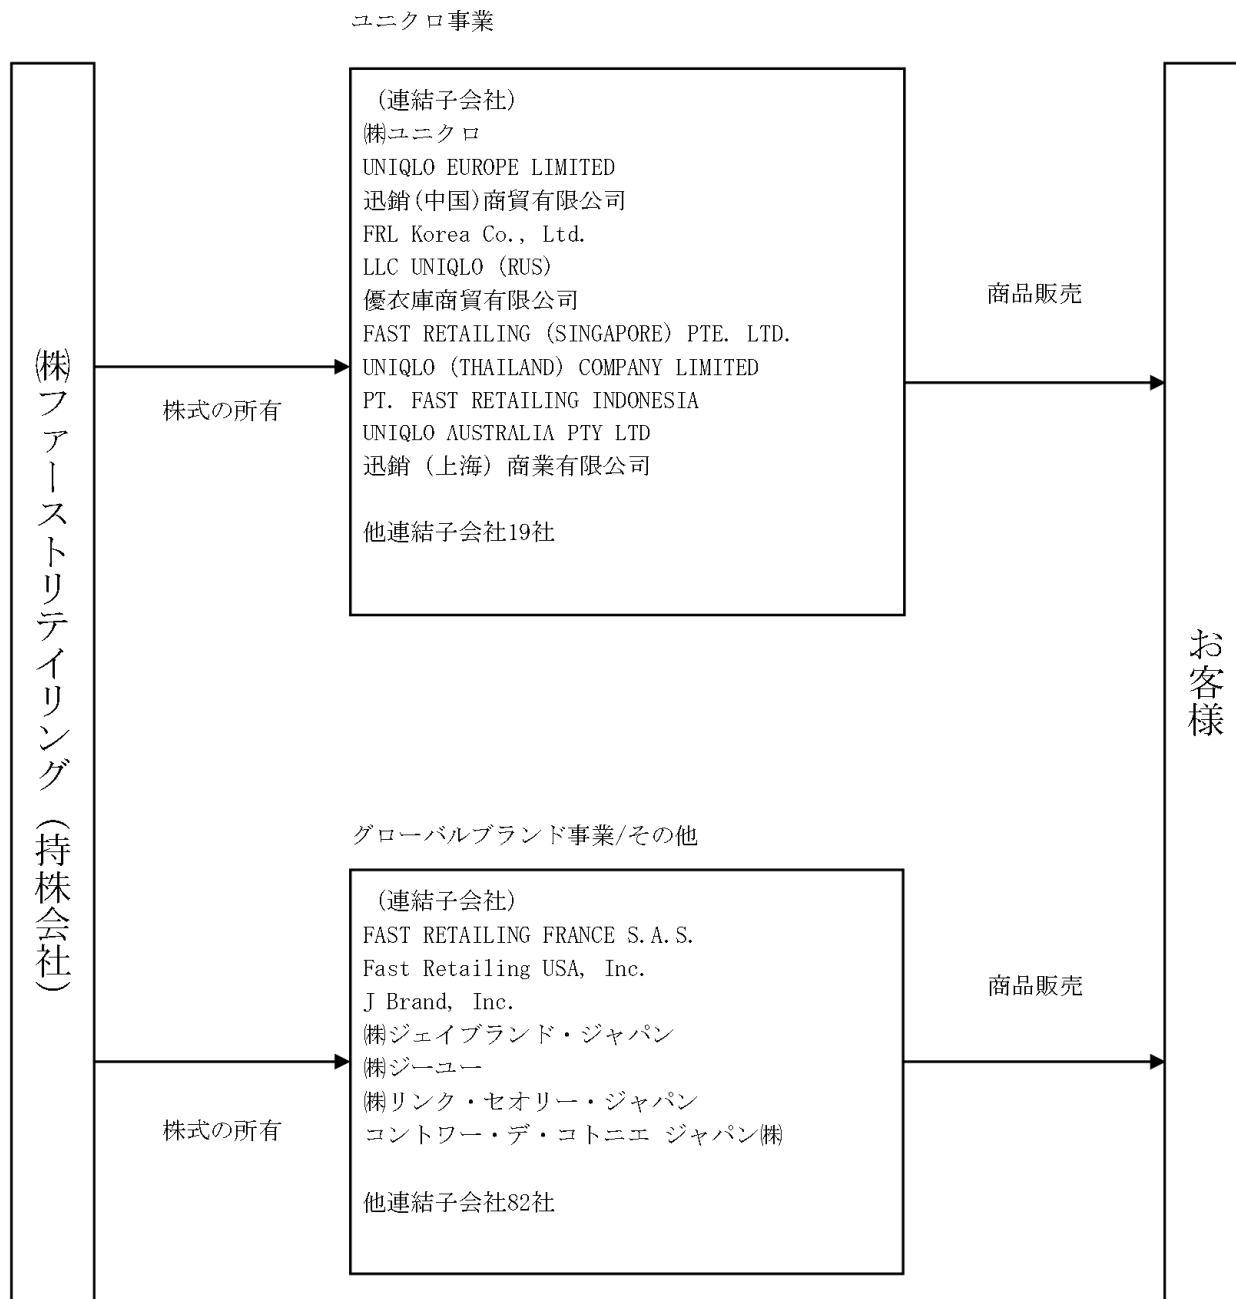 ユニクロ事業
㈱ファーストリテイリング（持株会社）
株式の所有
（連結子会社）
㈱ユニクロ
UNIQLO EUROPE LIMITED
迅銷(中国)商貿有限公司
FRL Korea Co., Ltd.
LLC UNIQLO (RUS)
優衣庫商貿有限公司
FAST RETAILING (SINGAPORE) PTE. LTD.
UNIQLO (THAILAND) COMPANY LIMITED
PT. FAST RETAILING INDONESIA
UNIQLO AUSTRALIA PTY LTD
迅銷（上海）商業有限公司
他連結子会社19社
商品販売
お客様
グローバルブランド事業/その他
株式の所有
（連結子会社）
FAST RETAILING FRANCE S.A.S.
Fast Retailing USA, Inc.
J Brand, Inc.
㈱ジェイブランド・ジャパン
㈱ジーユー
㈱リンク・セオリー・ジャパン
コントワー・デ・コトニエ ジャパン㈱
他連結子会社82社
商品販売